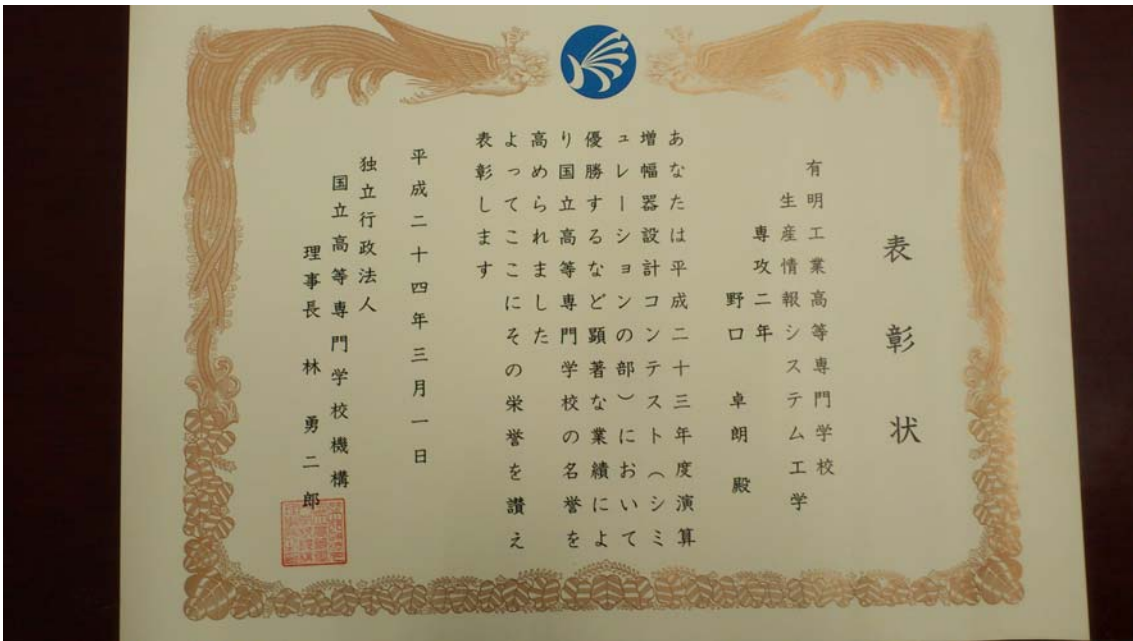 表彰状
有明工業高等専門学校
生産情報システム工学
専攻二年
野口 卓朗 殿
あなたは平成二十三年度演算
増幅器設計コンテスト（シミ
ュレーションの部）において
優勝するなど顕著な業績によ
り国立高等専門学校の名誉を
高められました
よってここにその栄誉を讃え
表彰します
平成二十四年三月一日
独立行政法人
国立高等専門学校機構
理事長 林 勇二郎